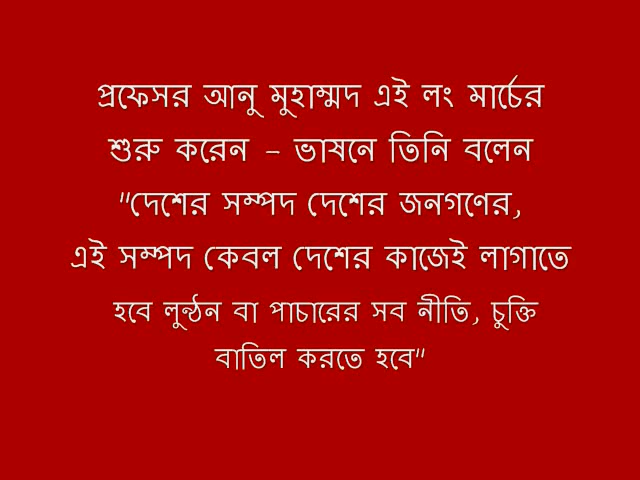 প্রফেসর আনু মুহাম্মদ এই লং মার্চের
শুরু করেন - ভাষনে তিনি বলেন
"দেশের সম্পদ দেশের জনগণের,
এই সম্পদ কেবল দেশের কাজেই লাগাতে
হবে লুন্ঠন বা পাচারের সব নীতি, চুক্তি
বাতিল করতে হবে"